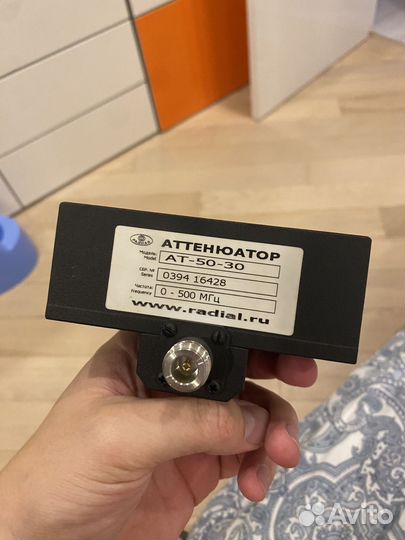 АТТЕНЮАТОР
Модель:
Model
AT-50-30
СЕР. №
Series
0394 16428
Частота:
Frequency
0 - 500 МГц
www.radial.ru
Avito